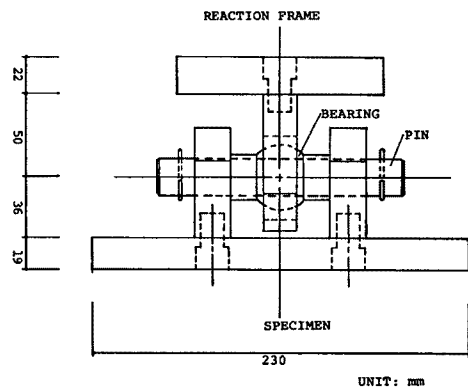 REACTION FRAME
22
BEARING
50
PIN
36
19
SPECIMEN
230
UNIT: mm